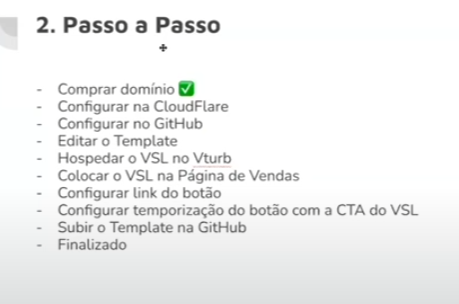 2. Passo a Passo
- Comprar domínio ✅
- Configurar na CloudFlare
- Configurar no GitHub
- Editar o Template
- Hospedar o VSL no Vturb
- Colocar o VSL na Página de Vendas
- Configurar link do botão
- Configurar temporização do botão com a CTA do VSL
- Subir o Template na GitHub
- Finalizado